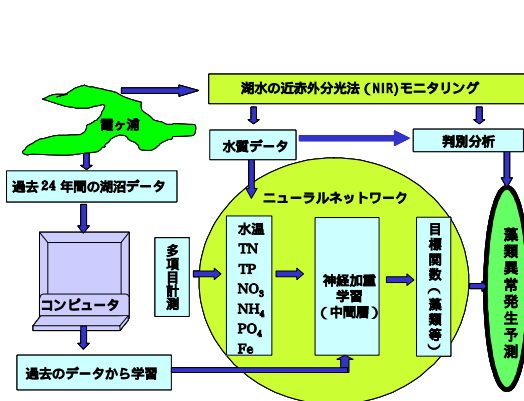 湖水の近赤外分光法（NIR)モニタリング
霞ヶ浦
水質データ
判別分析
過去24年間の湖沼データ
ニューラルネットワーク
コンピュータ
多項目計測
水温
TN
TP
NO3
NH4
PO4
Fe
神経加重
学習
（中間層）
目標関数（藻類等）
藻類異常発生予測
過去のデータから学習